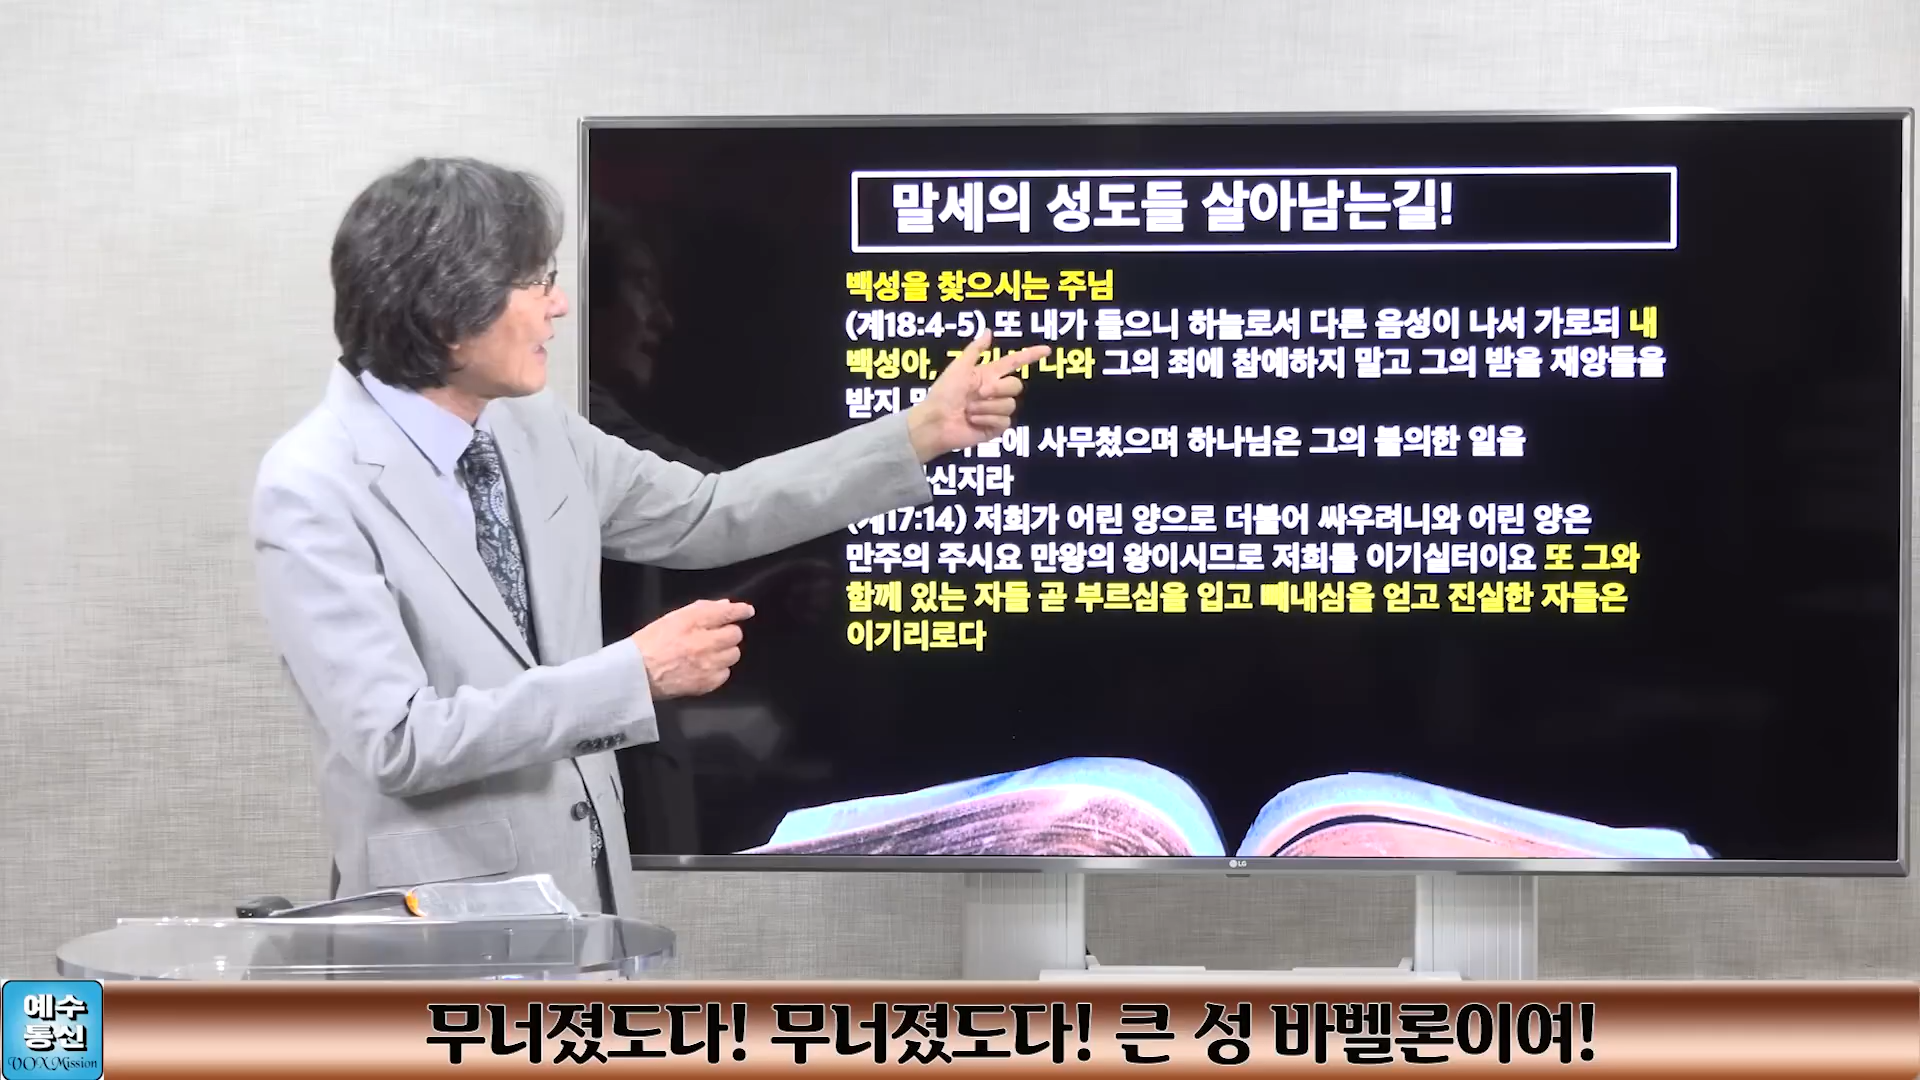 말세의 성도들 살아남는길!
백성을 찾으시는 주님
(계18:4-5) 또 내가 들으니 하늘로서 다른 음성이 나서 가로되 내
백성아, 나와 그의 죄에 참예하지 말고 그의 받을 재앙들을
받지
사무쳤으며 하나님은 그의 불의한 일을
신지라
(계17:14) 저희가 어린 양으로 더불어 싸우려니와 어린 양은
만주의 주시요 만왕의 왕이시므로 저희를 이기실터이요 또 그와
함께 있는 자들 곧 부르심을 입고 빼내심을 얻고 진실한 자들은
이기리로다
LG
예수
통신
VOX Mission
무너졌도다! 무너졌도다! 큰 성 바벨론이여!